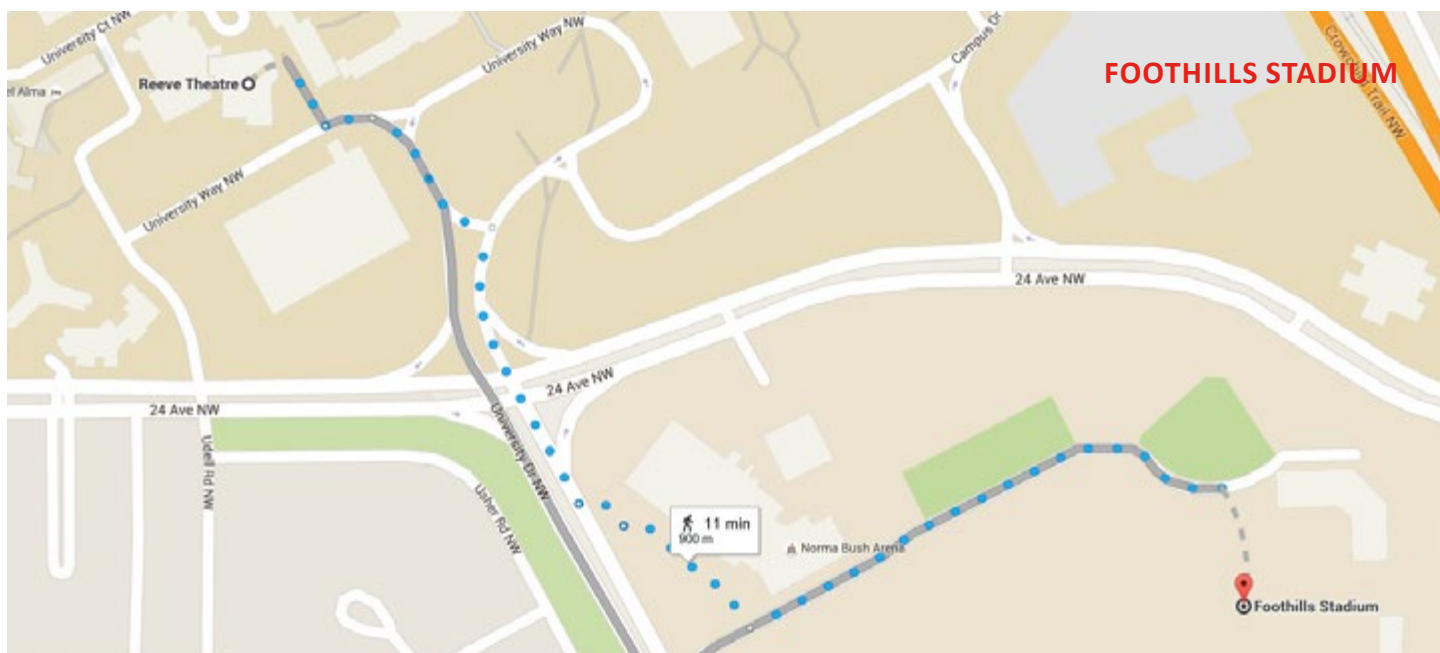 University Ct NW
University Way NW
Campus Dr
Crowchild Trail NW
FOOTHILLS STADIUM
Reeve Theatre
el Alma
University Way NW
24 Ave NW
24 Ave NW
24 Ave NW
University Dr NW
Udell Rd NW
Usher Rd NW
11 min
900 m
Norma Bush Arena
Foothills Stadium